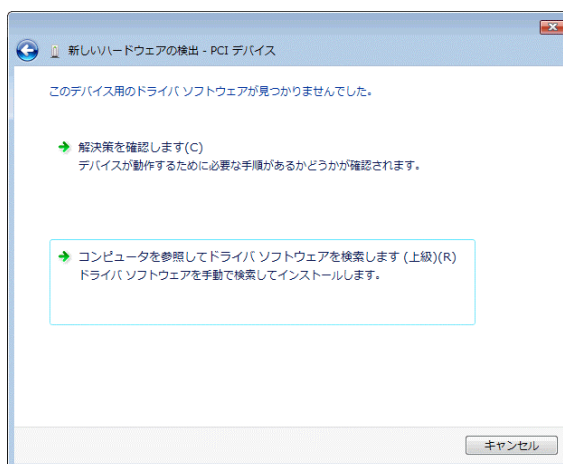 新しいハードウェアの検出 - PCI デバイス
このデバイス用のドライバ ソフトウェアが見つかりませんでした。
解決策を確認します(C)
デバイスが動作するために必要な手順があるかどうかが確認されます。
コンピュータを参照してドライバ ソフトウェアを検索します (上級)(R)
ドライバ ソフトウェアを手動で検索してインストールします。
キャンセル